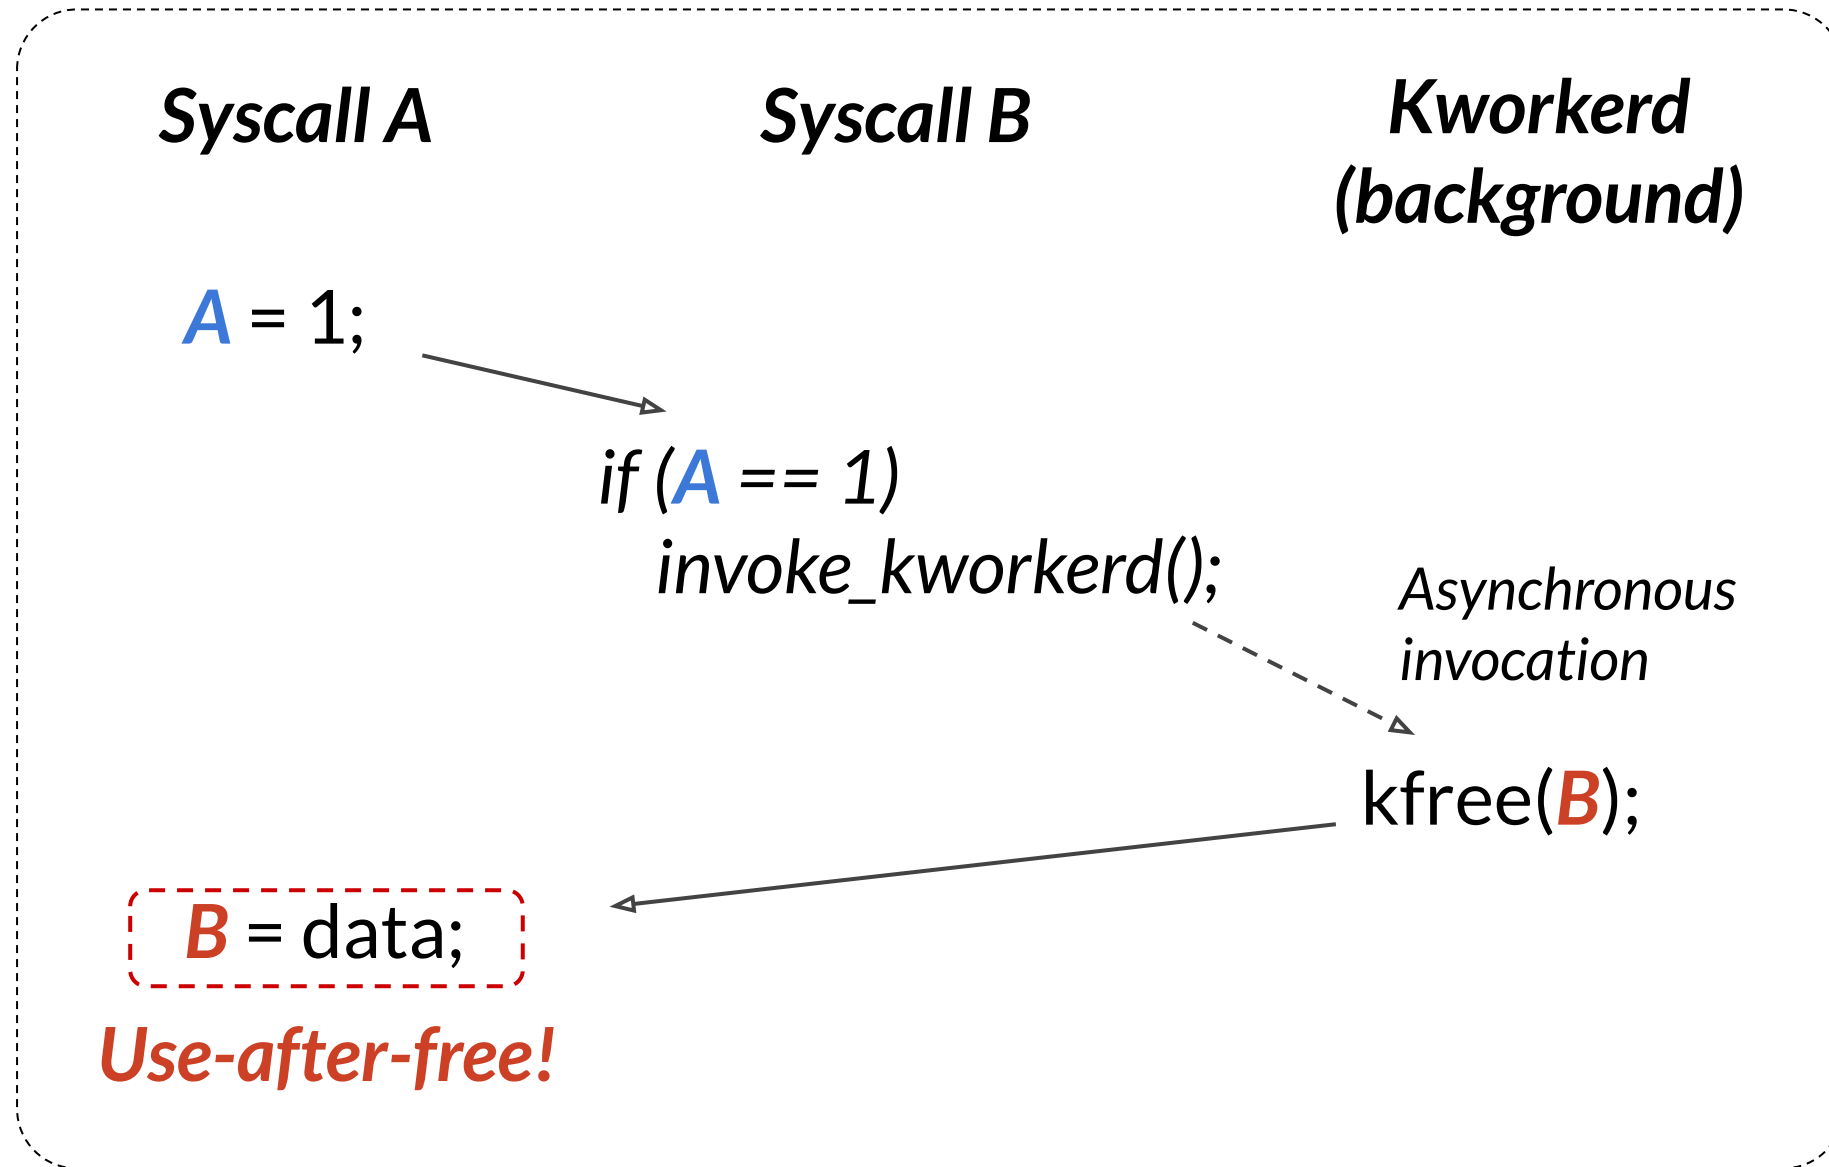 Syscall A
Syscall B
Kworkerd
(background)
A = 1;
if (A == 1)
invoke_kworkerd();
Asynchronous
invocation
kfree(B);
B = data;
Use-after-free!